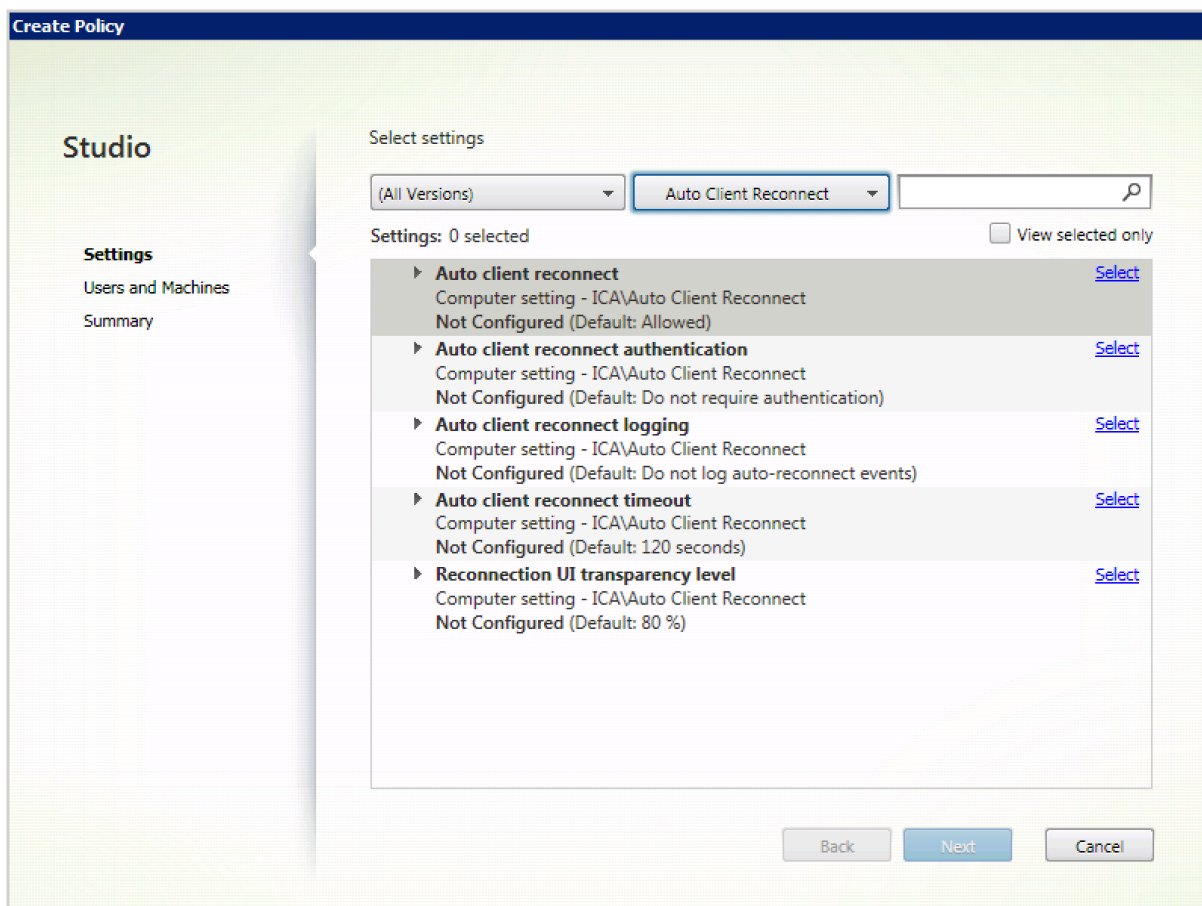 Create Policy
Studio
Settings
Users and Machines
Summary
Select settings
(All Versions)
Auto Client Reconnect
Settings: 0 selected
View selected only
Auto client reconnect
Select
Computer setting - ICA\Auto Client Reconnect
Not Configured (Default: Allowed)
Auto client reconnect authentication
Select
Computer setting - ICA\Auto Client Reconnect
Not Configured (Default: Do not require authentication)
Auto client reconnect logging
Select
Computer setting - ICA\Auto Client Reconnect
Not Configured (Default: Do not log auto-reconnect events)
Auto client reconnect timeout
Select
Computer setting - ICA\Auto Client Reconnect
Not Configured (Default: 120 seconds)
Reconnection UI transparency level
Select
Computer setting - ICA\Auto Client Reconnect
Not Configured (Default: 80 %)
Back
Next
Cancel